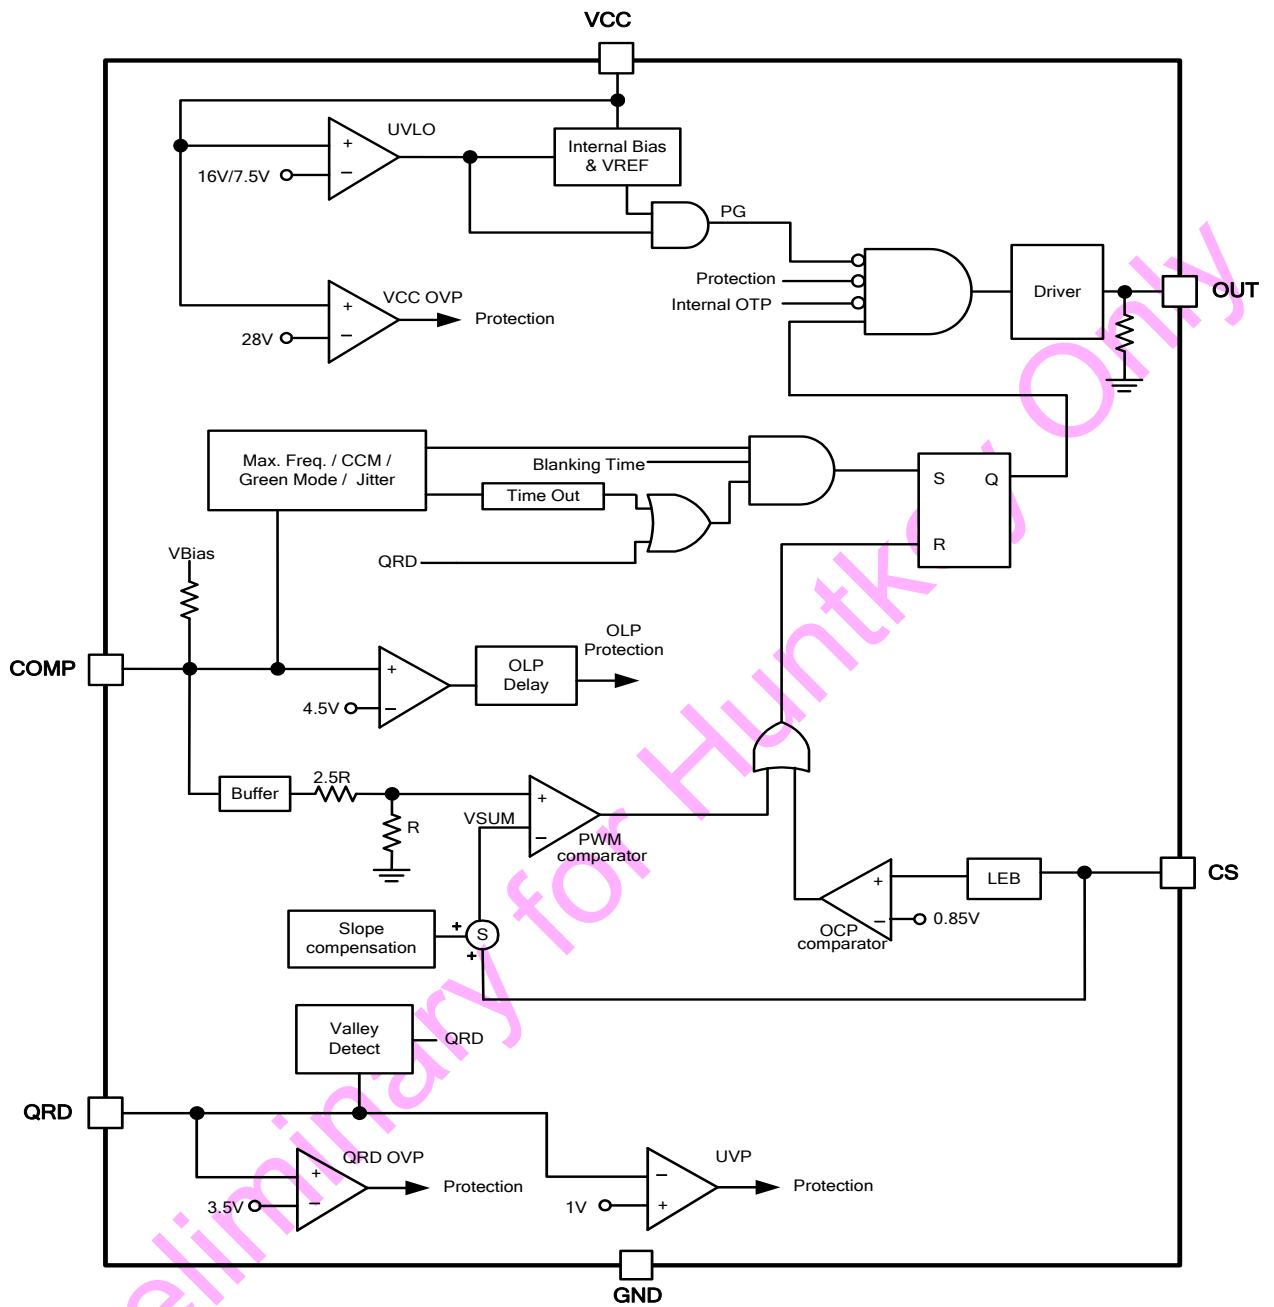 VCC
UVLO
16V/7.5V
+
−
Internal Bias
& VREF
PG
Protection
Internal OTP
Driver
OUT
VCC OVP
+
−
28V
Protection
Max. Freq. / CCM /
Green Mode / Jitter
Blanking Time
Time Out
QRD
S
Q
R
VBias
COMP
+
−
4.5V
OLP
Delay
OLP
Protection
Buffer
2.5R
R
VSUM
+
−
PWM
comparator
LEB
CS
+
−
0.85V
OCP
comparator
Slope
compensation
+
S
+
Valley
Detect
QRD
QRD
QRD OVP
+
−
3.5V
Protection
UVP
−
+
1V
Protection
GND
eliminary for Huntkey Only